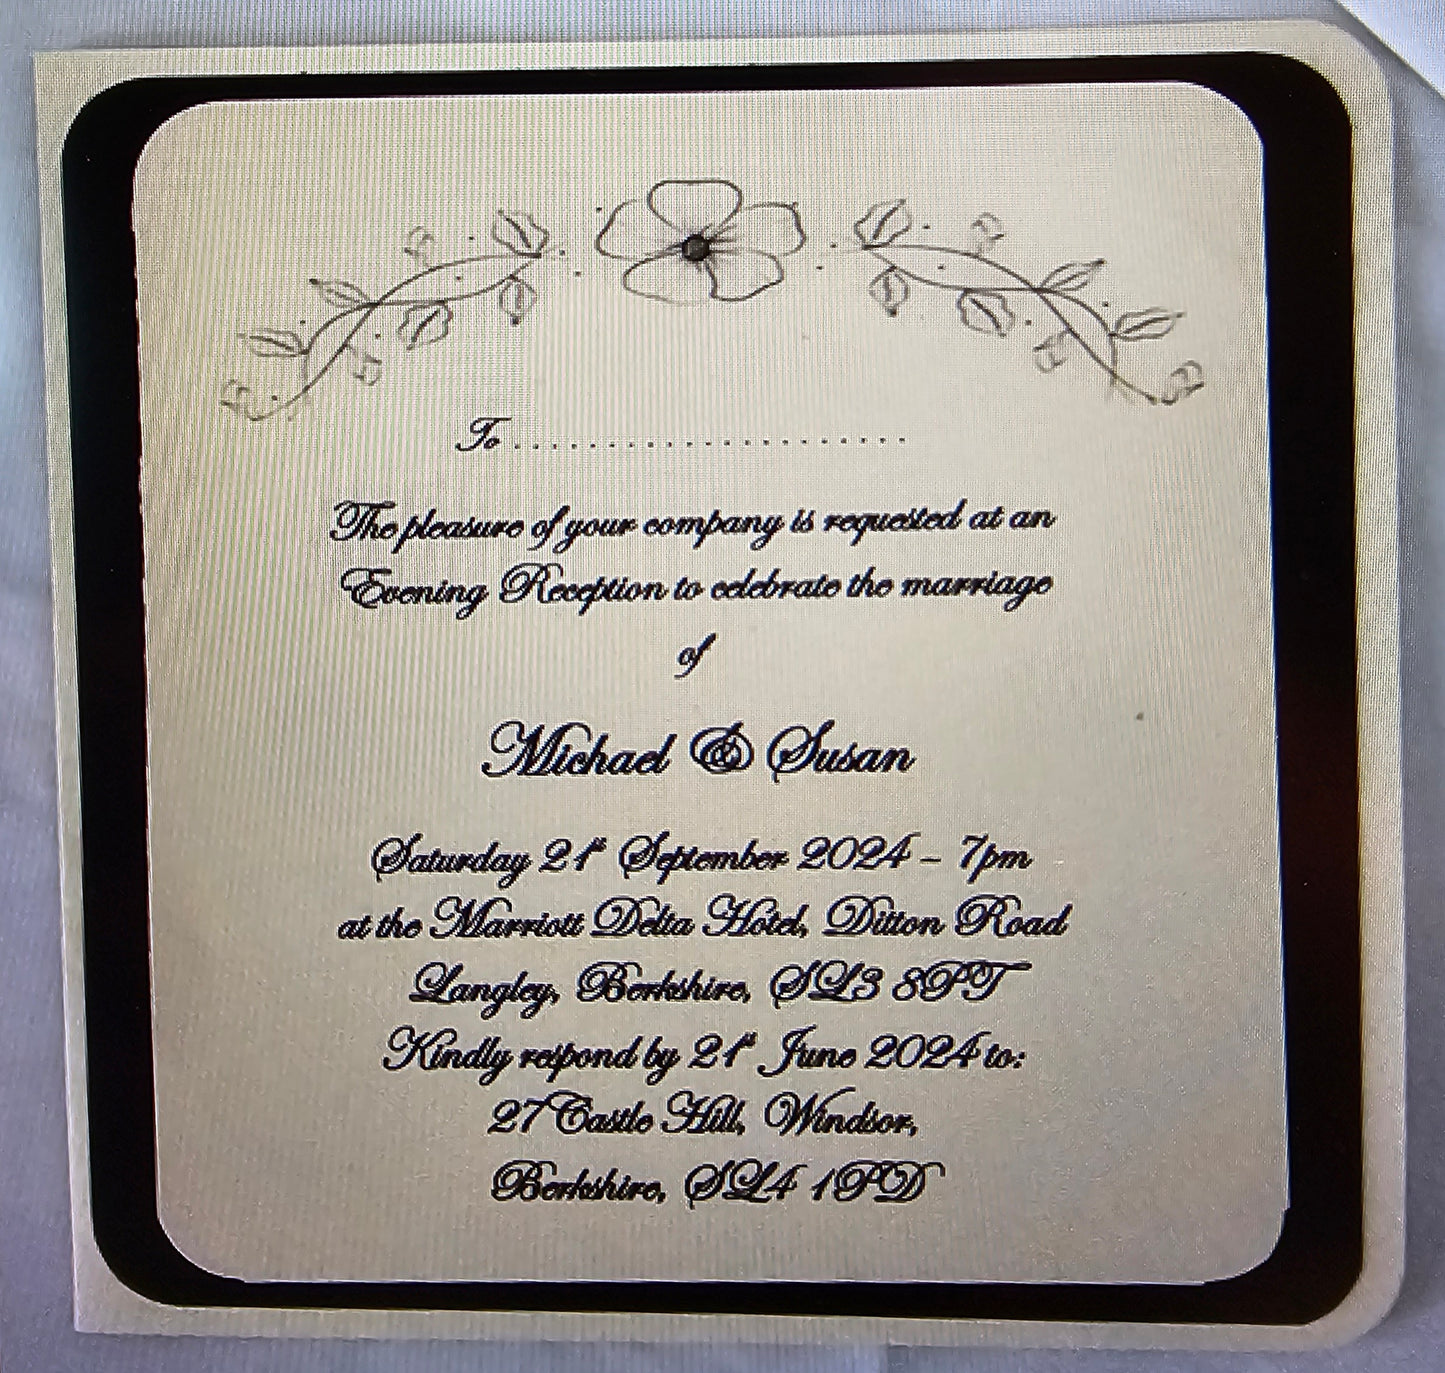 To.......................
The pleasure of your company is requested at an
Evening Reception to celebrate the marriage
of
Michael & Susan
Saturday 21st September 2024 - 7pm
at the Marriott Delta Hotel, Ditton Road
Langley, Berkshire, SL3 8PT
Kindly respond by 21st June 2024 to:
27 Castle Hill, Windsor,
Berkshire, SL4 1PD